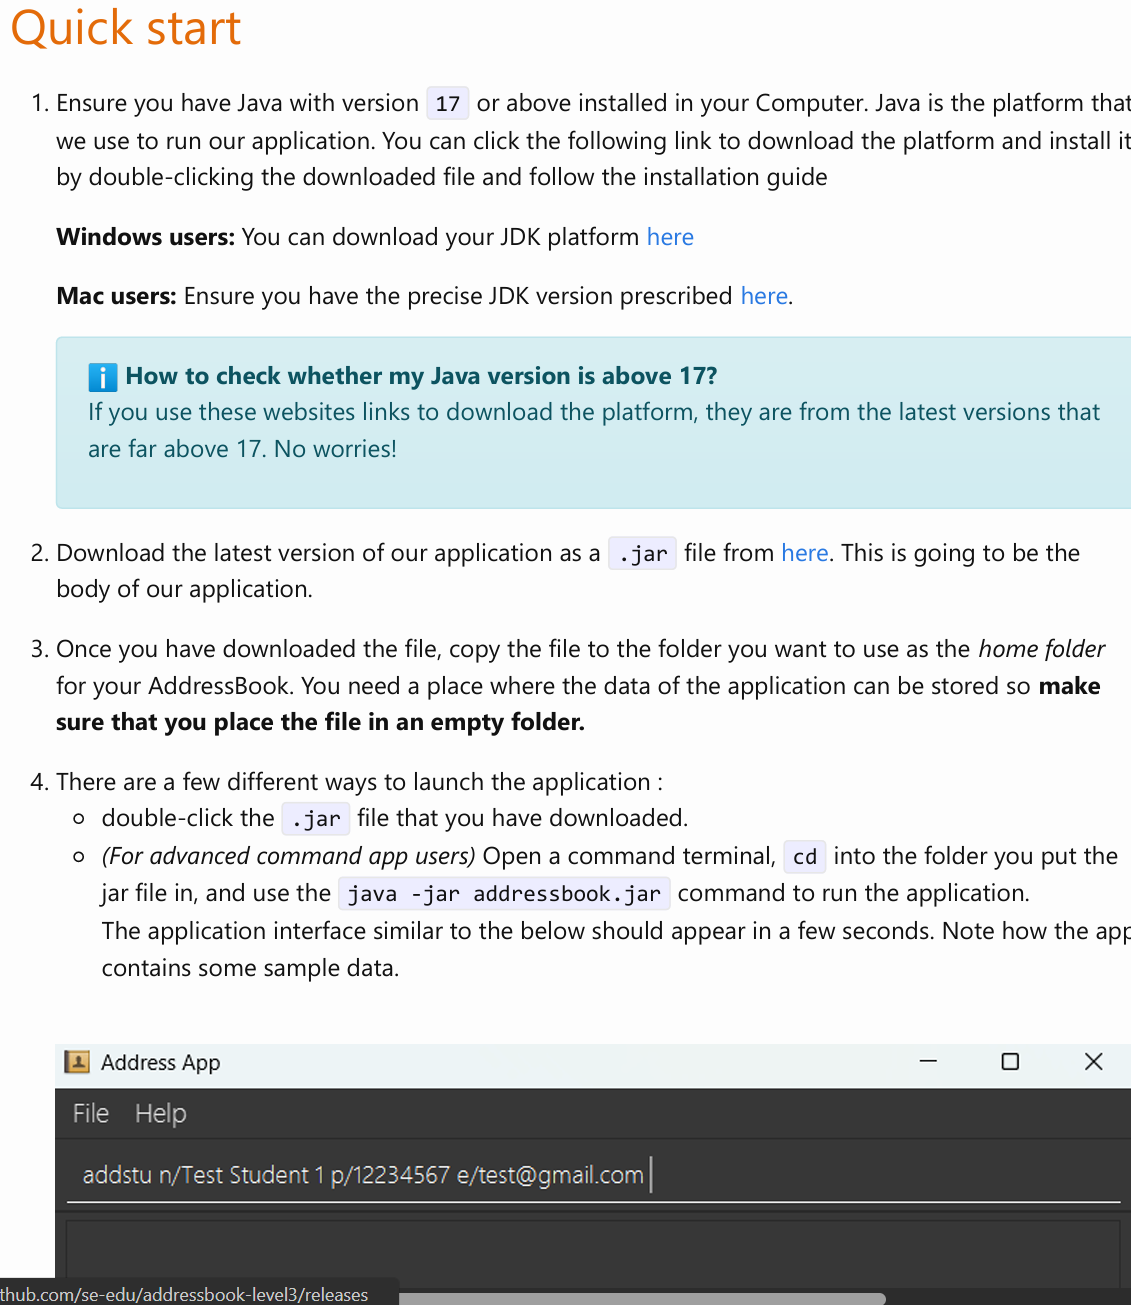 Quick start
1. Ensure you have Java with version 17 or above installed in your Computer. Java is the platform that
we use to run our application. You can click the following link to download the platform and install it
by double-clicking the downloaded file and follow the installation guide
Windows users: You can download your JDK platform here
Mac users: Ensure you have the precise JDK version prescribed here.
How to check whether my Java version is above 17?
If you use these websites links to download the platform, they are from the latest versions that
are far above 17. No worries!
2. Download the latest version of our application as a .jar file from here. This is going to be the
body of our application.
3. Once you have downloaded the file, copy the file to the folder you want to use as the home folder
for your AddressBook. You need a place where the data of the application can be stored so make
sure that you place the file in an empty folder.
4. There are a few different ways to launch the application :
double-click the .jar file that you have downloaded.
(For advanced command app users) Open a command terminal, cd into the folder you put the
jar file in, and use the java -jar addressbook.jar command to run the application.
The application interface similar to the below should appear in a few seconds. Note how the app
contains some sample data.
Address App
File Help
addstu n/Test Student 1 p/12234567 e/test@gmail.com
thub.com/se-edu/addressbook-level3/releases